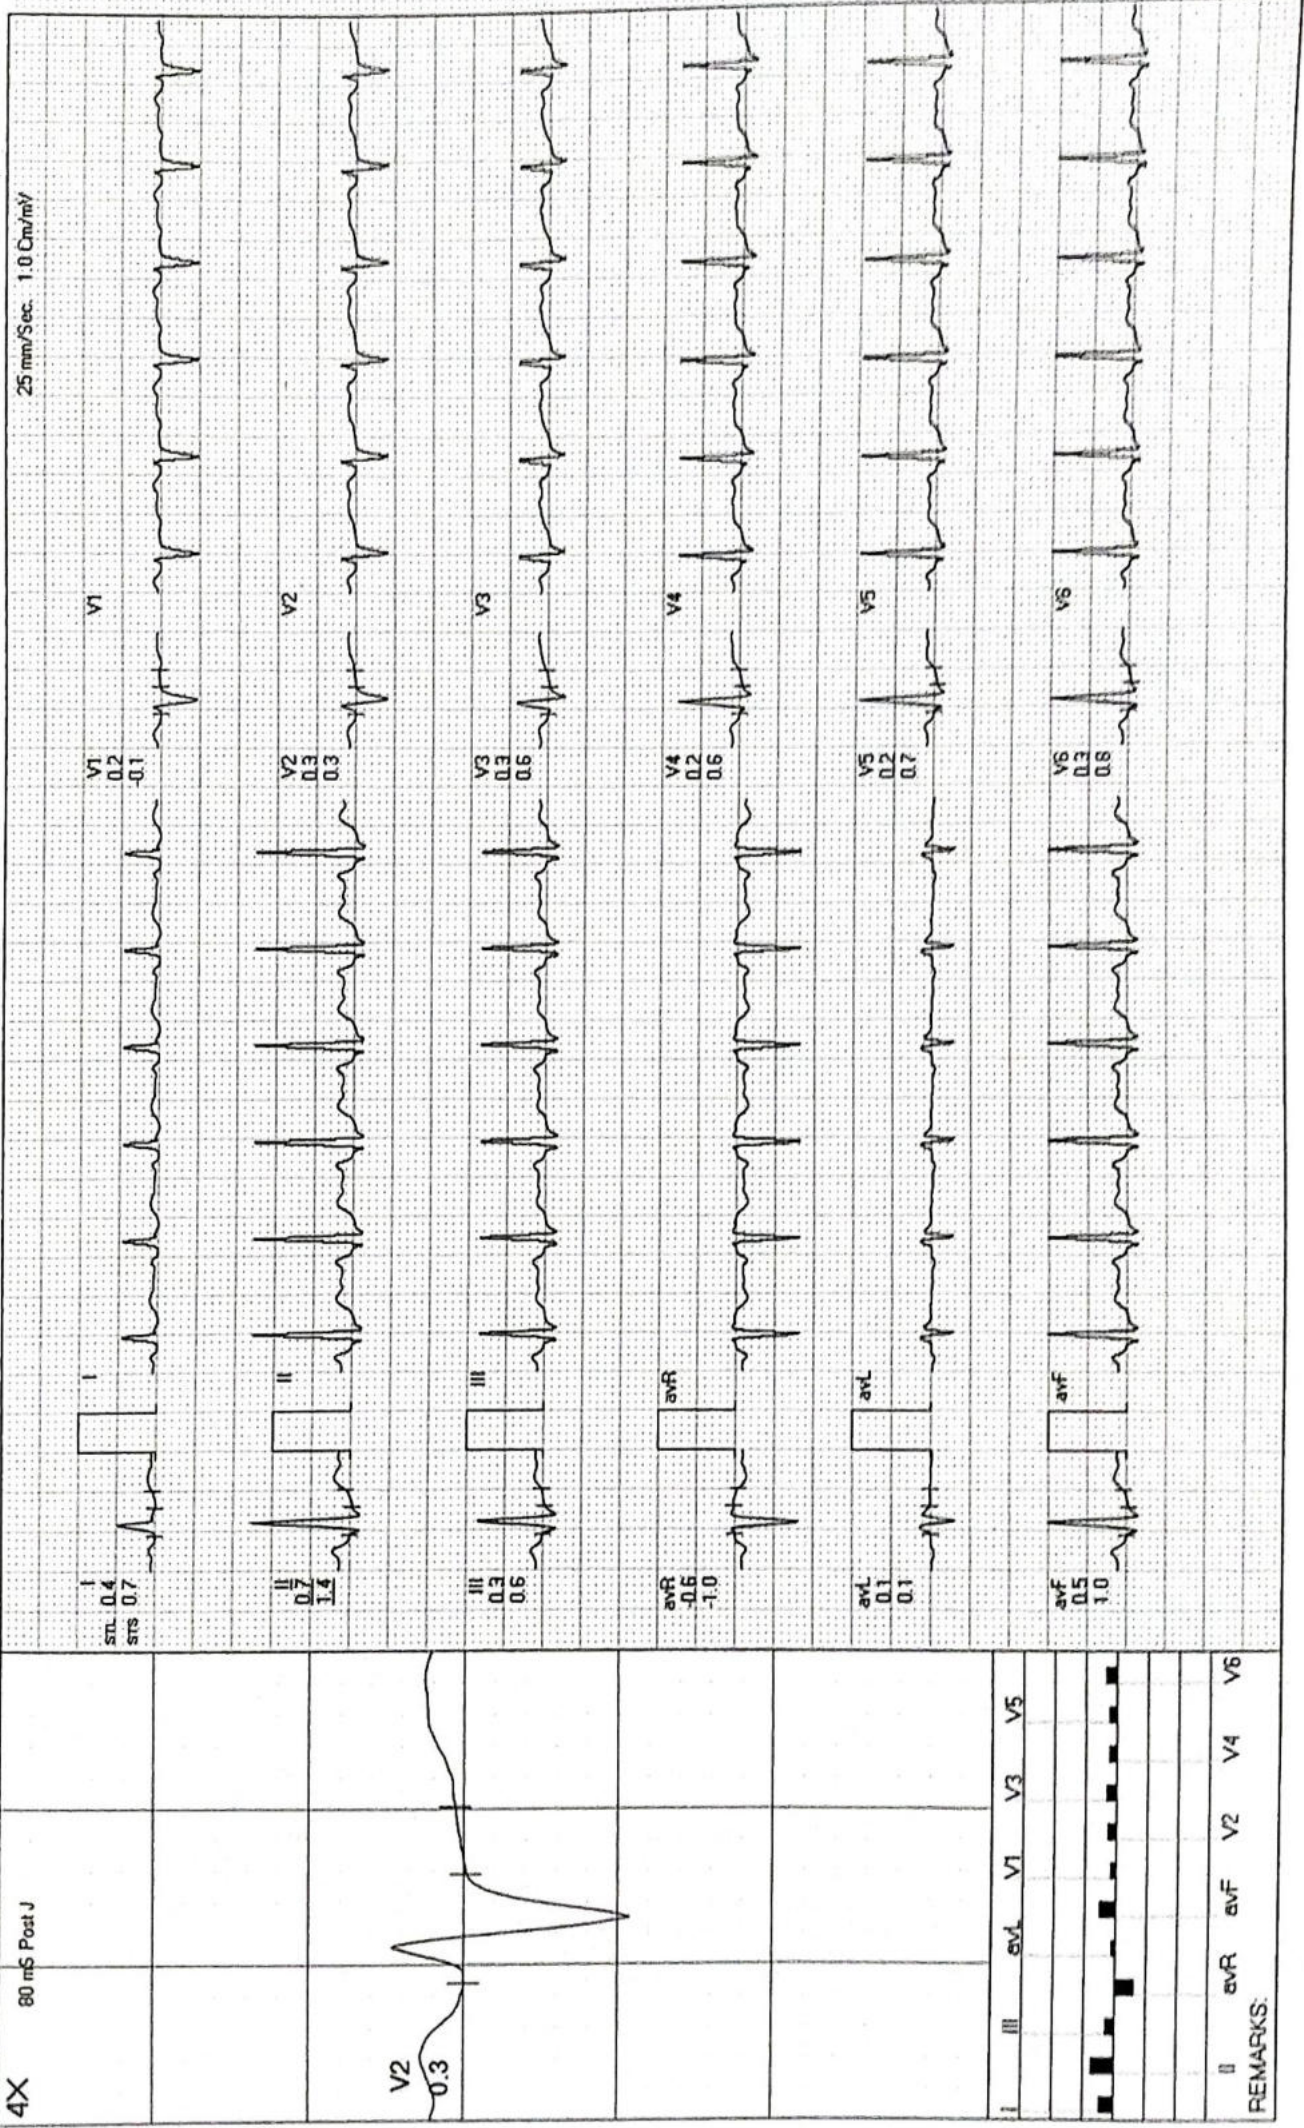 4X
80 mS Post J
25 mm/Sec. 1.0 Cm/mV
V2
0.3
I
STL 0.4
STS 0.7
I
V1
0.2
-0.1
V1
II
0.7
1.4
II
V2
0.3
0.3
V2
III
0.3
0.6
III
V3
0.3
0.6
V3
avR
-0.6
-1.0
avR
V4
0.2
0.6
V4
avL
0.1
0.1
avL
V5
0.2
0.7
V5
avF
0.5
1.0
avF
V6
0.3
0.8
V6
I III avL V1 V3 V5
II avR avF V2 V4 V6
REMARKS: